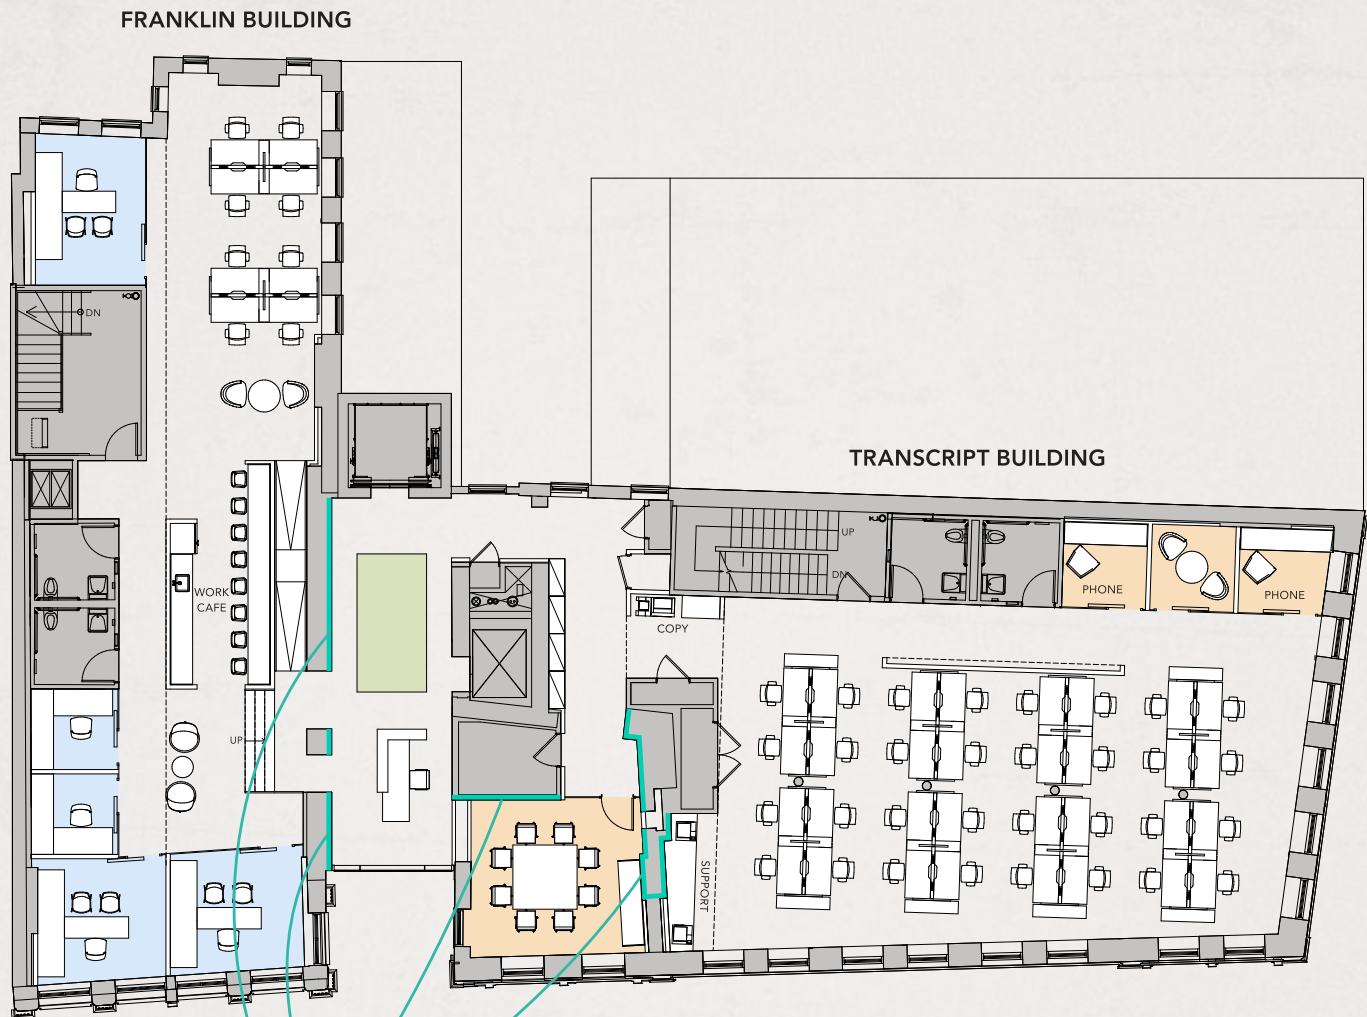 FRANKLIN BUILDING
DN
TRANSCRIPT BUILDING
UP
DN
PHONE
PHONE
WORK
CAFE
COPY
UP
SUPPORT